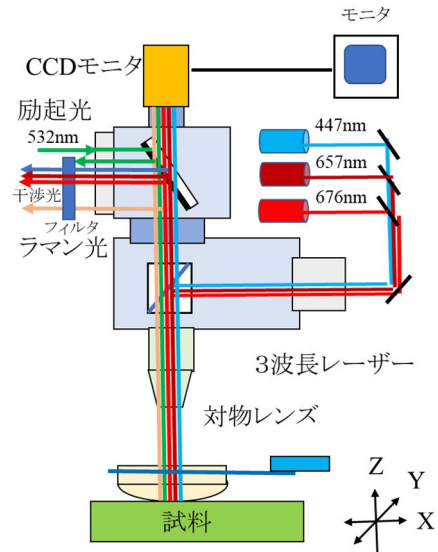 モニタ
CCDモニタ
励起光
532nm
447nm
657nm
676nm
干渉光
フィルタ
ラマン光
３波長レーザー
対物レンズ
Z
Y
X
試料